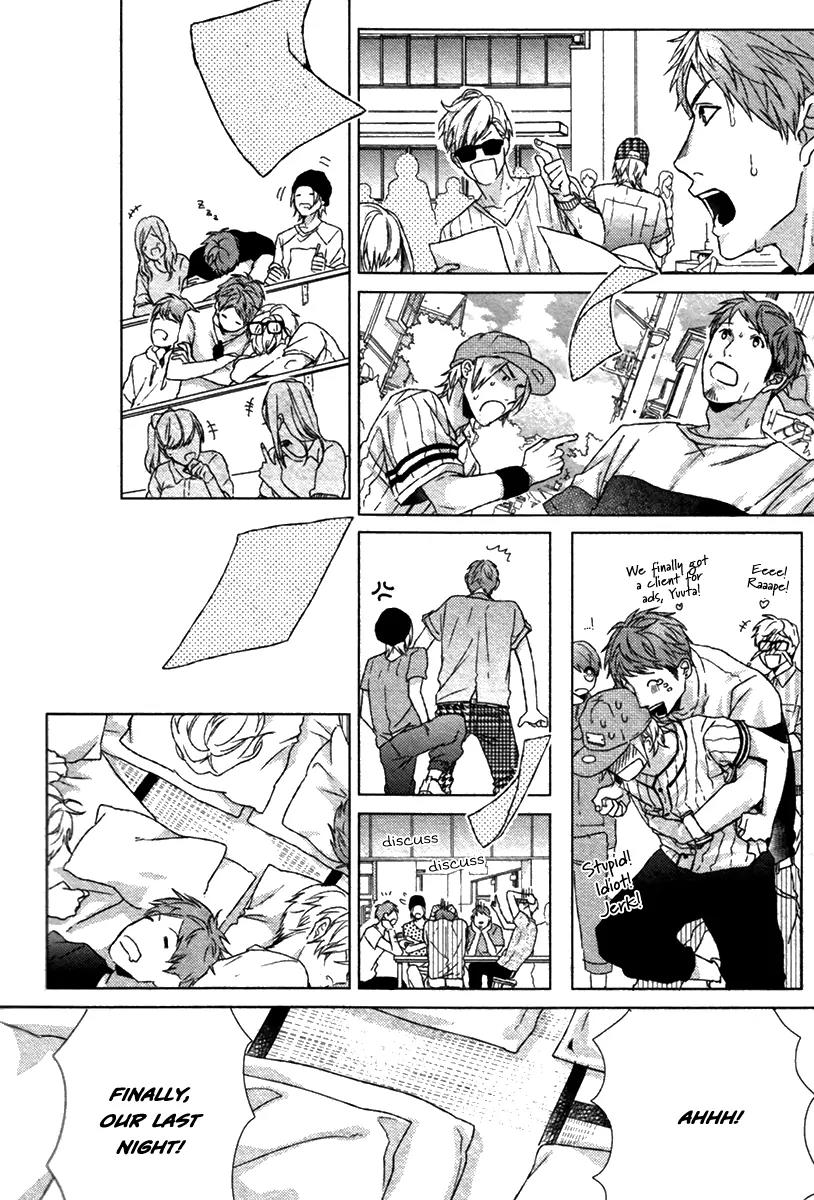 We finally got
a client for
ads, Yuuta!
Eeee!
Raaape!
...!
Stupid!
Idiot!
Jerk!
zzz
discuss
discuss
AHHH!
FINALLY,
OUR LAST
NIGHT!